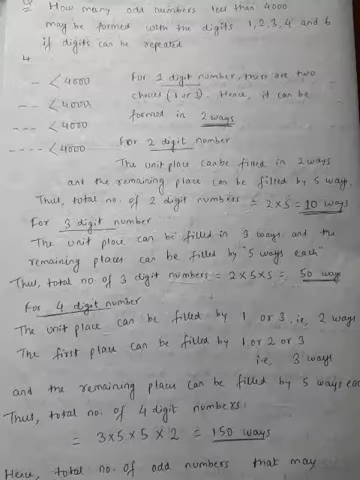 Q How many odd numbers less than 4000
may be formed with the digits 1,2,3,4 and 6
if digits can be repeated
-- < 4000 For 1 digit number, there are two
-- < 4000 choices (1 or 3). Hence, it can be
--- < 4000 formed in 2 ways
---- < 4000 For 2 digit number
The unit place can be filled in 2 ways
and the remaining place can be filled by 5 ways.
Thus, total no. of 2 digit numbers = 2×5 = 10 ways
For 3 digit number
The unit place can be filled in 3 ways and the
remaining places can be filled by "5 ways each"
Thus, total no of 3 digit numbers = 2×5×5 = 50 ways
For 4 digit number
The unit place can be filled by 1 or 3, i.e, 2 ways
The first place can be filled by 1 or 2 or 3
i.e, 3 ways
and the remaining places can be filled by 5 ways eac
Thus, total no. of 4 digit numbers.
= 3×5×5×2 = 150 ways
Hence, total no. of odd numbers that may